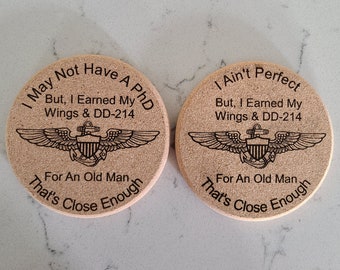 I May Not Have A PhD
But, I Earned My
Wings & DD-214
For An Old Man
That's Close Enough
I Ain't Perfect
But, I Earned My
Wings & DD-214
For An Old Man
That's Close Enough